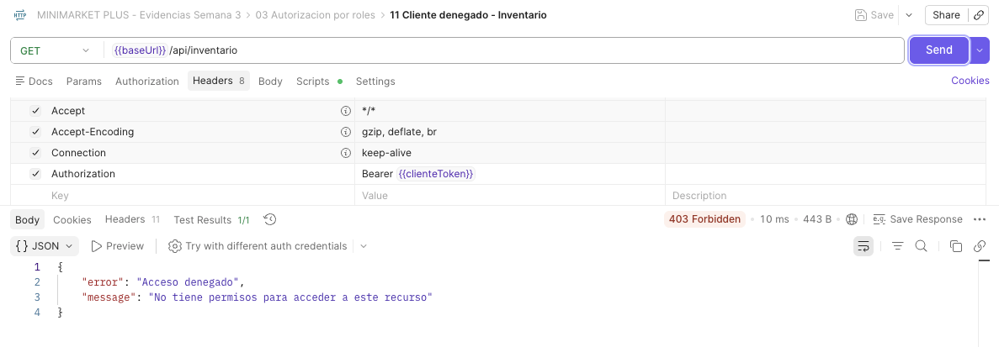 HTTP MINIMARKET PLUS - Evidencias Semana 3 > 03 Autorizacion por roles > 11 Cliente denegado - Inventario Save Share
GET {{baseUrl}} /api/inventario Send
Docs Params Authorization Headers 8 Body Scripts Settings Cookies
Accept */*
Accept-Encoding gzip, deflate, br
Connection keep-alive
Authorization Bearer {{clienteToken}}
Key Value Description
Body Cookies Headers 11 Test Results 1/1 403 Forbidden • 10 ms • 443 B e.g. Save Response
{} JSON Preview Try with different auth credentials
1 {
2 "error": "Acceso denegado",
3 "message": "No tiene permisos para acceder a este recurso"
4 }